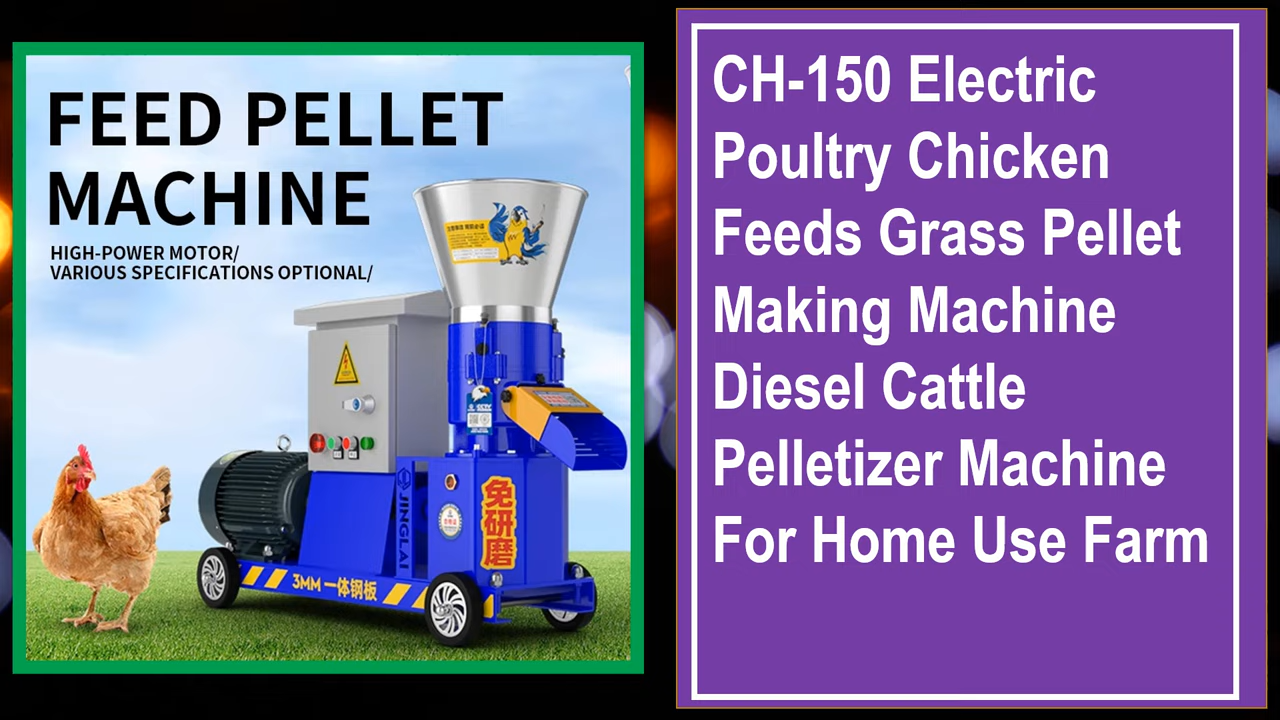 FEED PELLET
MACHINE
HIGH-POWER MOTOR/
VARIOUS SPECIFICATIONS OPTIONAL/
JINGLAI
免研磨
3MM 一体钢板
CH-150 Electric
Poultry Chicken
Feeds Grass Pellet
Making Machine
Diesel Cattle
Pelletizer Machine
For Home Use Farm